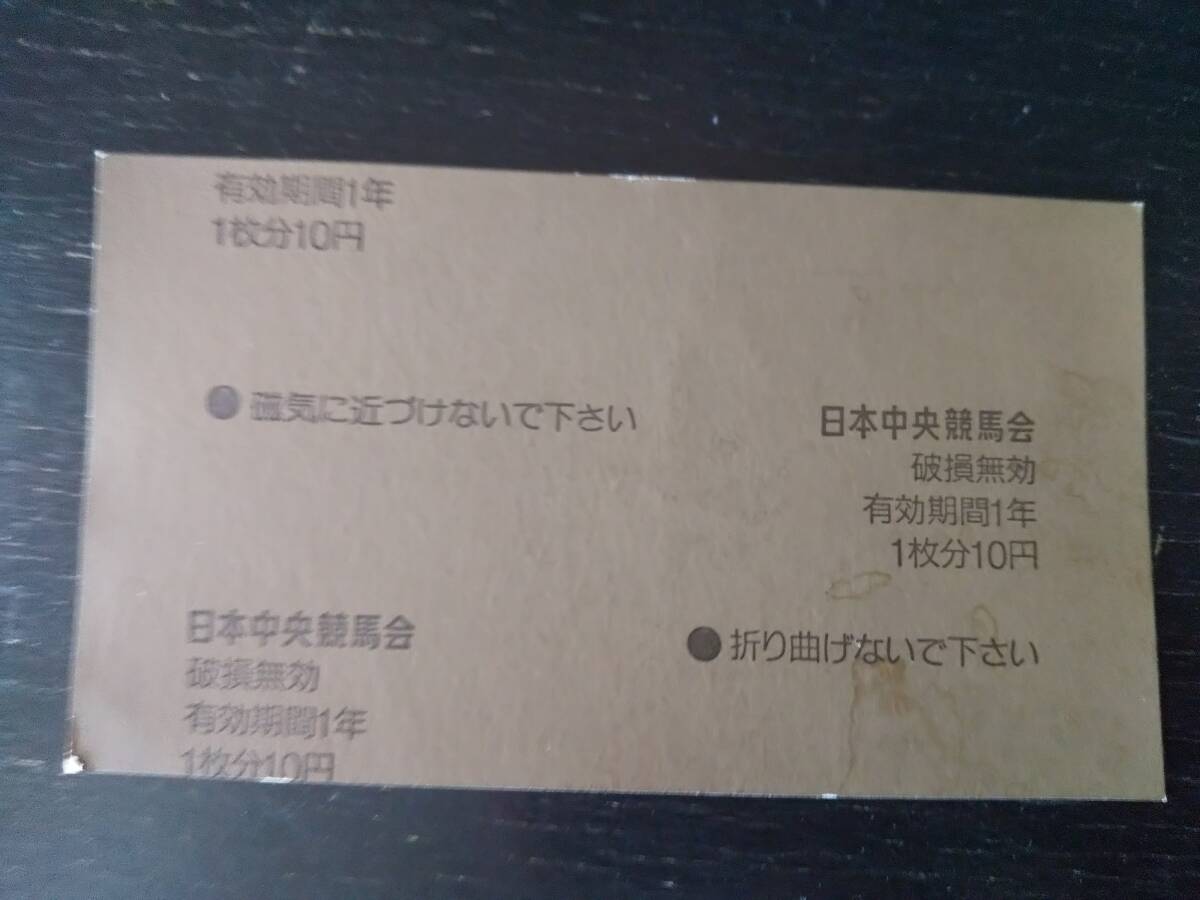 有効期間1年
1枚分10円
●磁気に近づけないで下さい
日本中央競馬会
破損無効
有効期間1年
1枚分10円
日本中央競馬会
破損無効
有効期間1年
1枚分10円
●折り曲げないで下さい